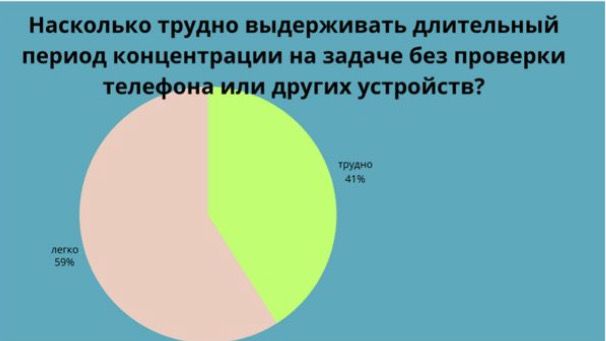 Насколько трудно выдерживать длительный
период концентрации на задаче без проверки
телефона или других устройств?
трудно
41%
легко
59%